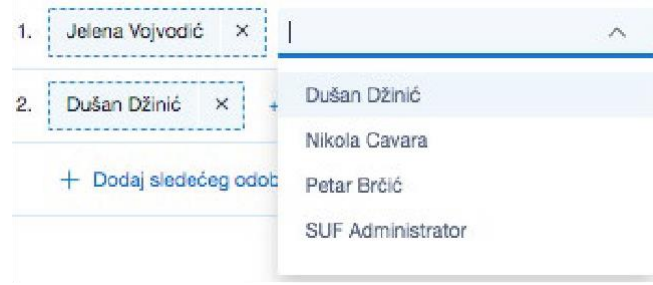 1. Jelena Vojvodić ×
2. Dušan Džinić × +
+ Dodaj sledećeg odob
Dušan Džinić
Nikola Cavara
Petar Brčić
SUF Administrator